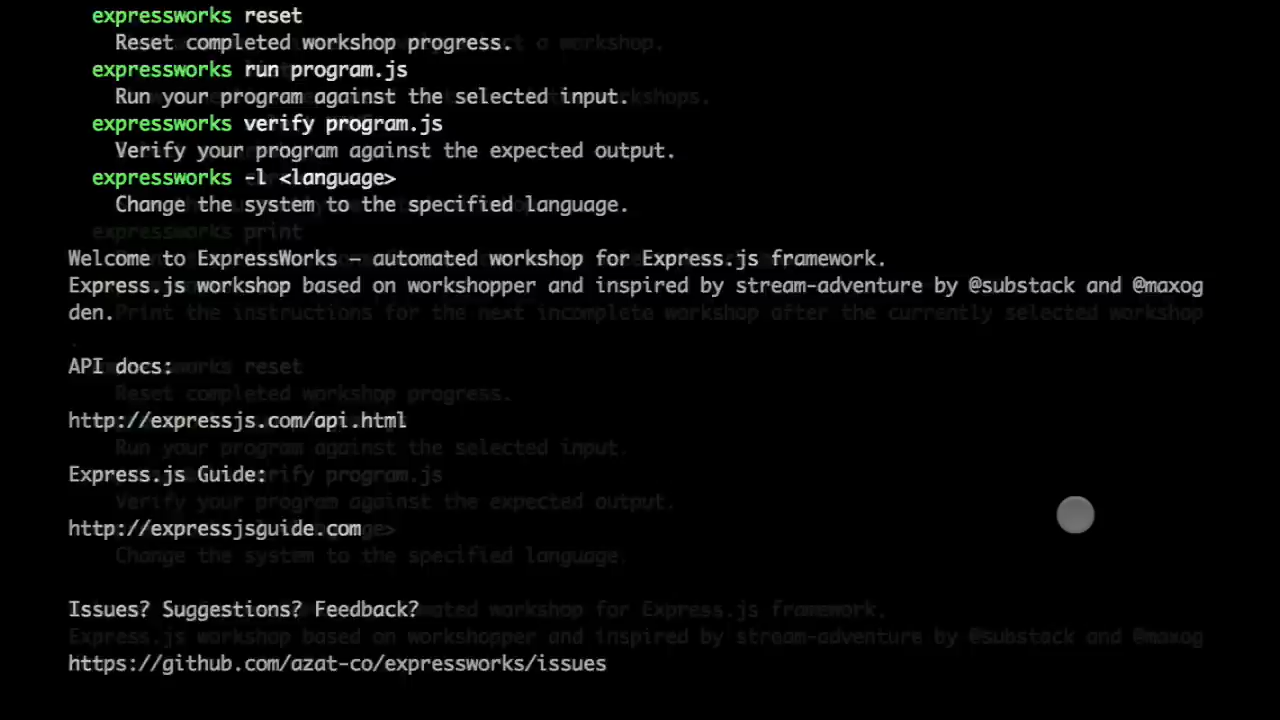 expressworks reset
Reset completed workshop progress.
expressworks run program.js
Run your program against the selected input.
expressworks verify program.js
Verify your program against the expected output.
expressworks -l <language>
Change the system to the specified language.
Welcome to ExpressWorks – automated workshop for Express.js framework.
Express.js workshop based on workshopper and inspired by stream-adventure by @substack and @maxog
den.
API docs:
http://expressjs.com/api.html
Express.js Guide:
http://expressjsguide.com
Issues? Suggestions? Feedback?
https://github.com/azat-co/expressworks/issues